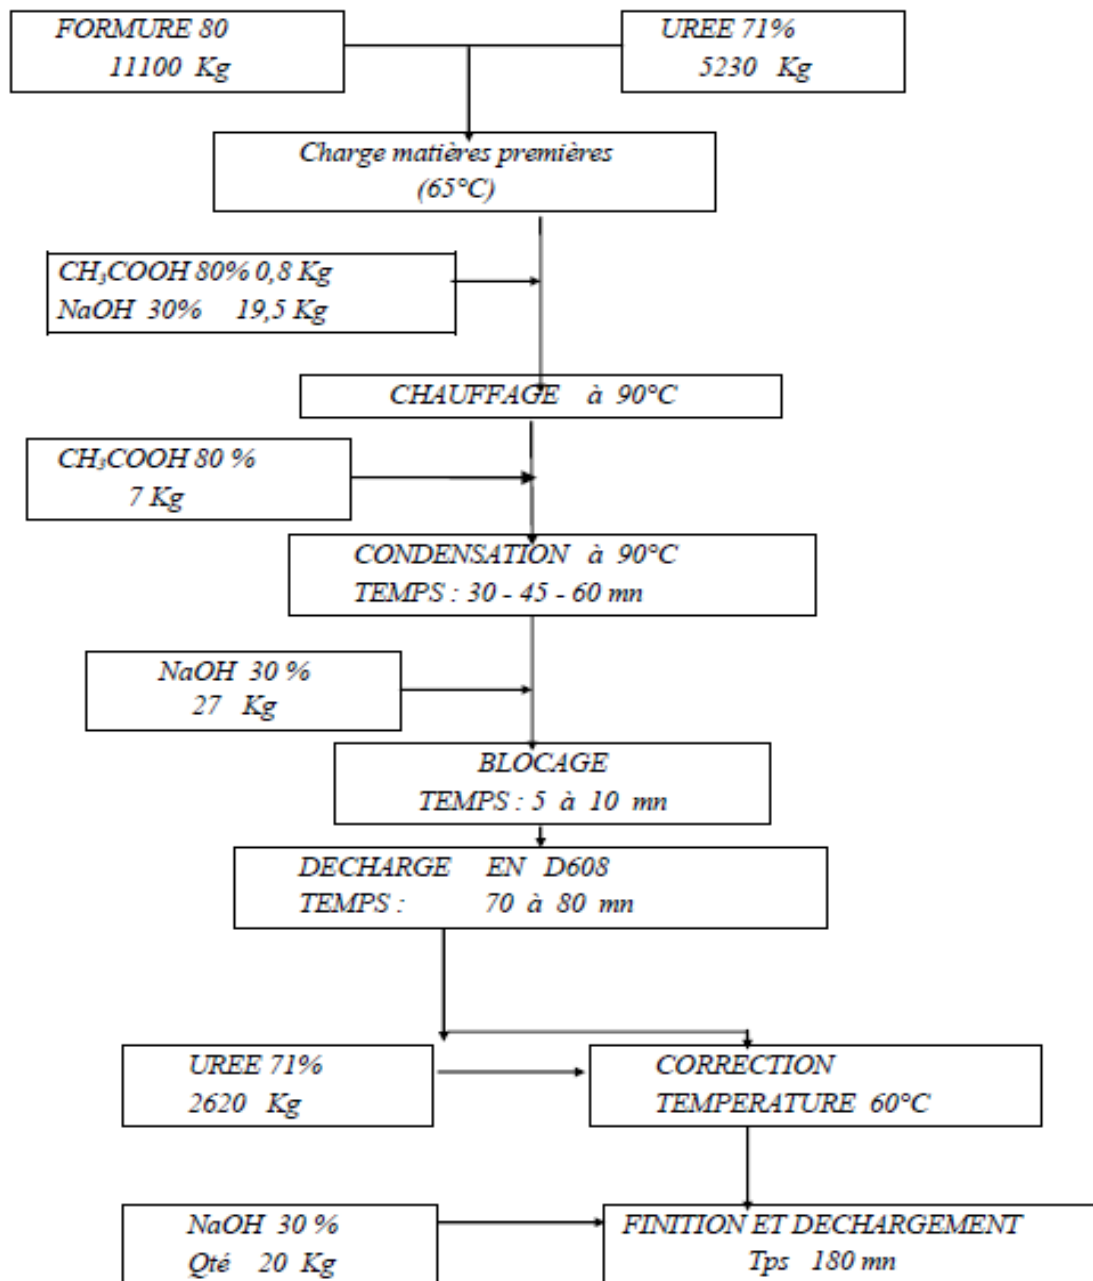 FORMURE 80
11100 Kg
UREE 71%
5230 Kg
Charge matières premières
(65°C)
CH₃COOH 80% 0,8 Kg
NaOH 30% 19,5 Kg
CHAUFFAGE à 90°C
CH₃COOH 80 %
7 Kg
CONDENSATION à 90°C
TEMPS : 30 - 45 - 60 mn
NaOH 30 %
27 Kg
BLOCAGE
TEMPS : 5 à 10 mn
DECHARGE EN D608
TEMPS : 70 à 80 mn
UREE 71%
2620 Kg
CORRECTION
TEMPERATURE 60°C
NaOH 30 %
Qté 20 Kg
FINITION ET DECHARGEMENT
Tps 180 mn